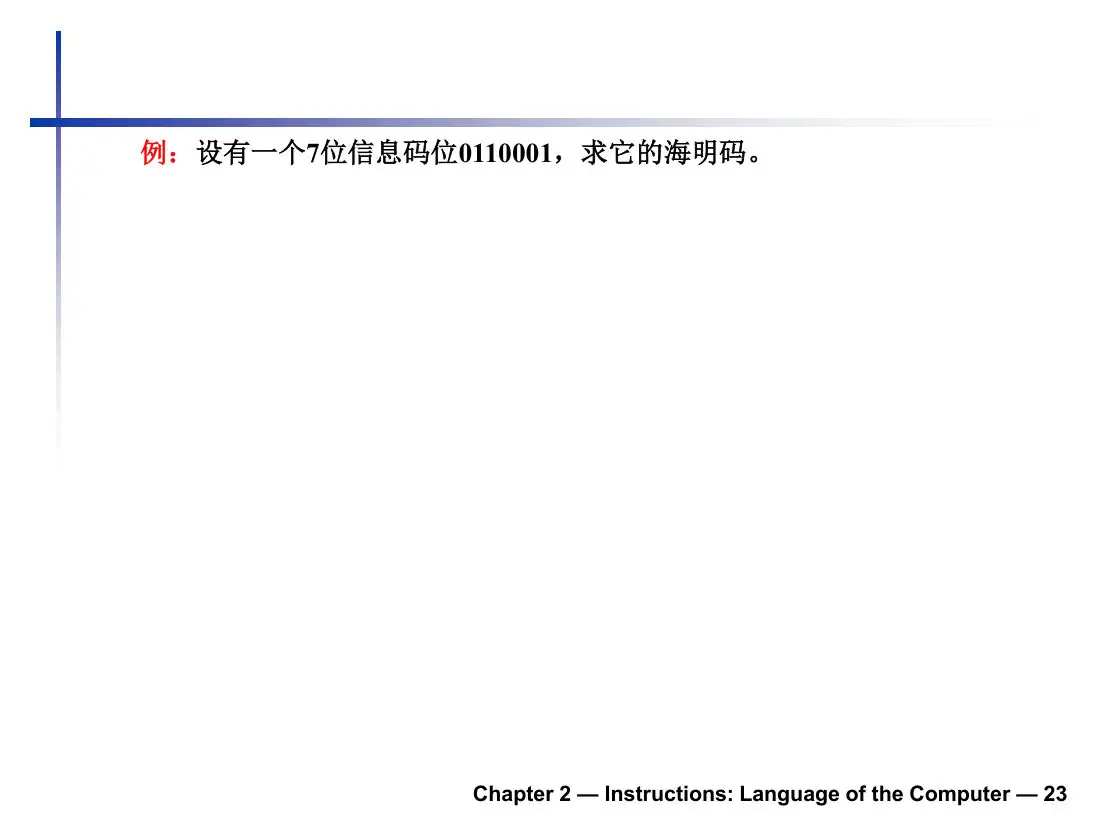 例：设有一个7位信息码位0110001，求它的海明码。
Chapter 2 — Instructions: Language of the Computer — 23